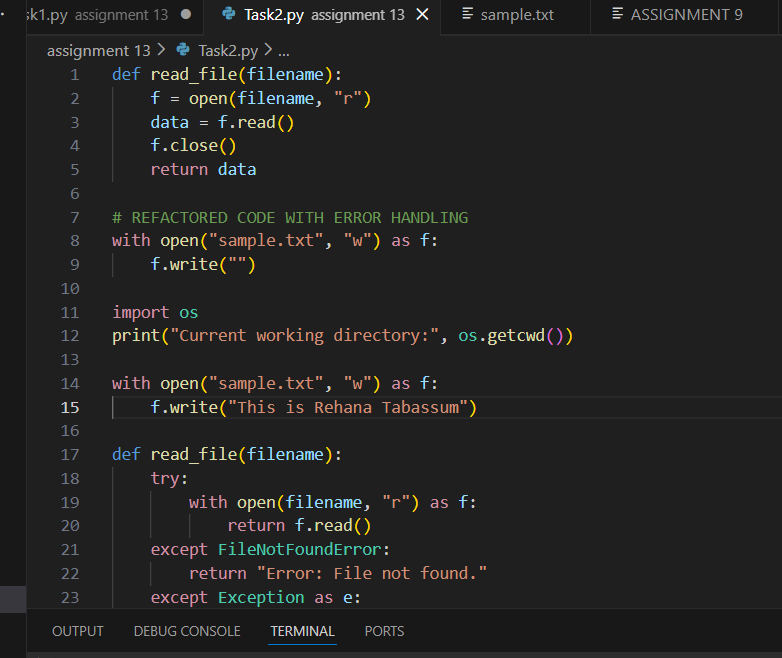 sk1.py assignment 13 ● Task2.py assignment 13 × sample.txt ASSIGNMENT 9
assignment 13 > Task2.py > ...
1 def read_file(filename):
2     f = open(filename, "r")
3     data = f.read()
4     f.close()
5     return data
6
7 # REFACTORED CODE WITH ERROR HANDLING
8 with open("sample.txt", "w") as f:
9     f.write("")
10
11 import os
12 print("Current working directory:", os.getcwd())
13
14 with open("sample.txt", "w") as f:
15     f.write("This is Rehana Tabassum")
16
17 def read_file(filename):
18     try:
19         with open(filename, "r") as f:
20             return f.read()
21     except FileNotFoundError:
22         return "Error: File not found."
23     except Exception as e:
OUTPUT DEBUG CONSOLE TERMINAL PORTS